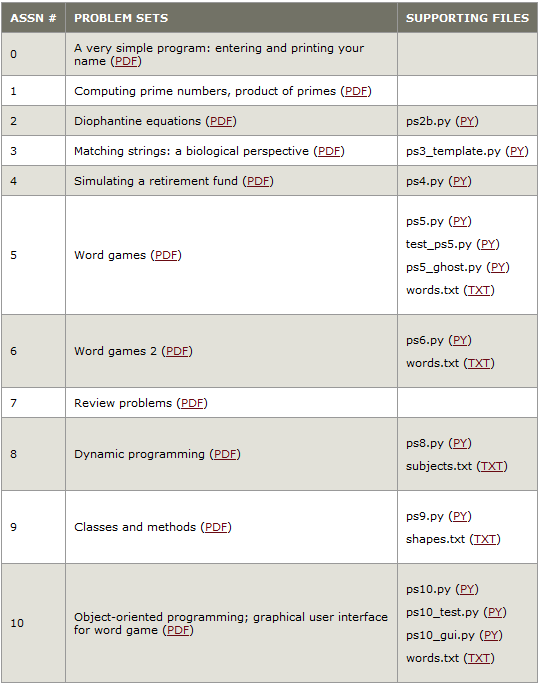 ASSN # PROBLEM SETS SUPPORTING FILES
0 A very simple program: entering and printing your
name (PDF)
1 Computing prime numbers, product of primes (PDF)
2 Diophantine equations (PDF) ps2b.py (PY)
3 Matching strings: a biological perspective (PDF) ps3_template.py (PY)
4 Simulating a retirement fund (PDF) ps4.py (PY)
5 Word games (PDF) ps5.py (PY)
test_ps5.py (PY)
ps5_ghost.py (PY)
words.txt (TXT)
6 Word games 2 (PDF) ps6.py (PY)
words.txt (TXT)
7 Review problems (PDF)
8 Dynamic programming (PDF) ps8.py (PY)
subjects.txt (TXT)
9 Classes and methods (PDF) ps9.py (PY)
shapes.txt (TXT)
10 Object-oriented programming; graphical user interface
for word game (PDF) ps10.py (PY)
ps10_test.py (PY)
ps10_gui.py (PY)
words.txt (TXT)